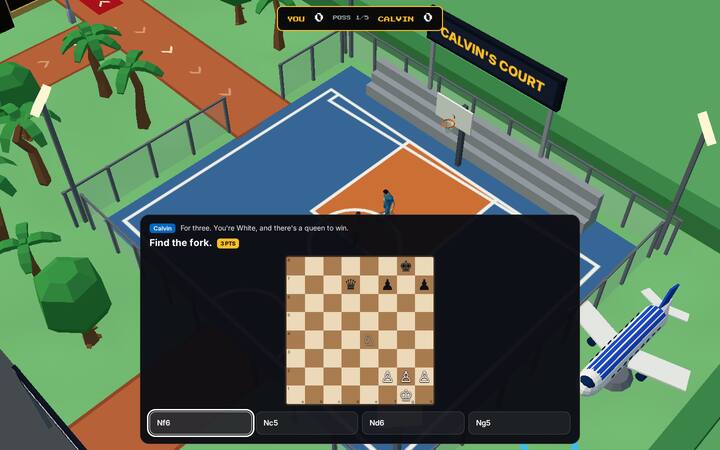 YOU 0 POSS 1/5 CALVIN 0
CALVIN'S COURT
Calvin For three. You're White, and there's a queen to win.
Find the fork. 3 PTS
Nf6
Nc5
Nd6
Ng5